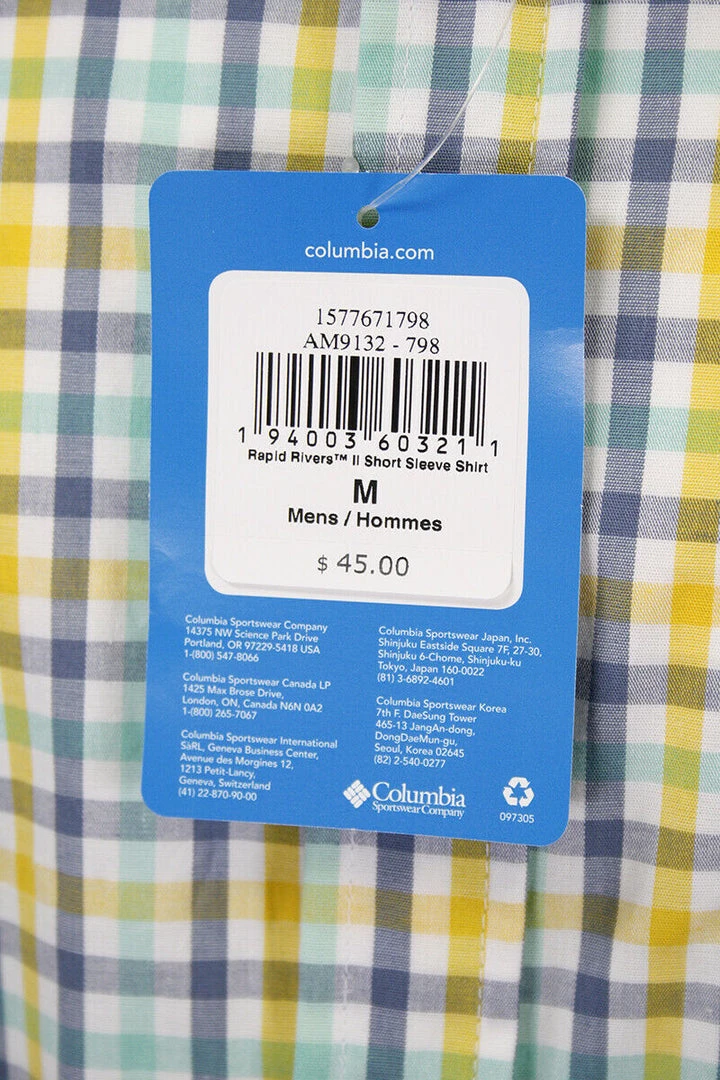 columbia.com
1577671798
AM9132 - 798
1 94003 60321 1
Rapid Rivers™ II Short Sleeve Shirt
M
Mens / Hommes
$ 45.00
Columbia Sportswear Company
14375 NW Science Park Drive
Portland, OR 97229-5418 USA
1-(800) 547-8066
Columbia Sportswear Canada LP
1425 Max Brose Drive,
London, ON, Canada N6N 0A2
1-(800) 265-7067
Columbia Sportswear International
SàRL, Geneva Business Center,
Avenue des Morgines 12,
1213 Petit-Lancy,
Geneva, Switzerland
(41) 22-870-90-00
Columbia Sportswear Japan, Inc.
Shinjuku Eastside Square 7F, 27-30,
Shinjuku 6-Chome, Shinjuku-ku
Tokyo, Japan 160-0022
(81) 3-6892-4601
Columbia Sportswear Korea
7th F. DaeSung Tower
465-13 JangAn-dong,
DongDaeMun-gu,
Seoul, Korea 02645
(82) 2-540-0277
Columbia
Sportswear Company
097305